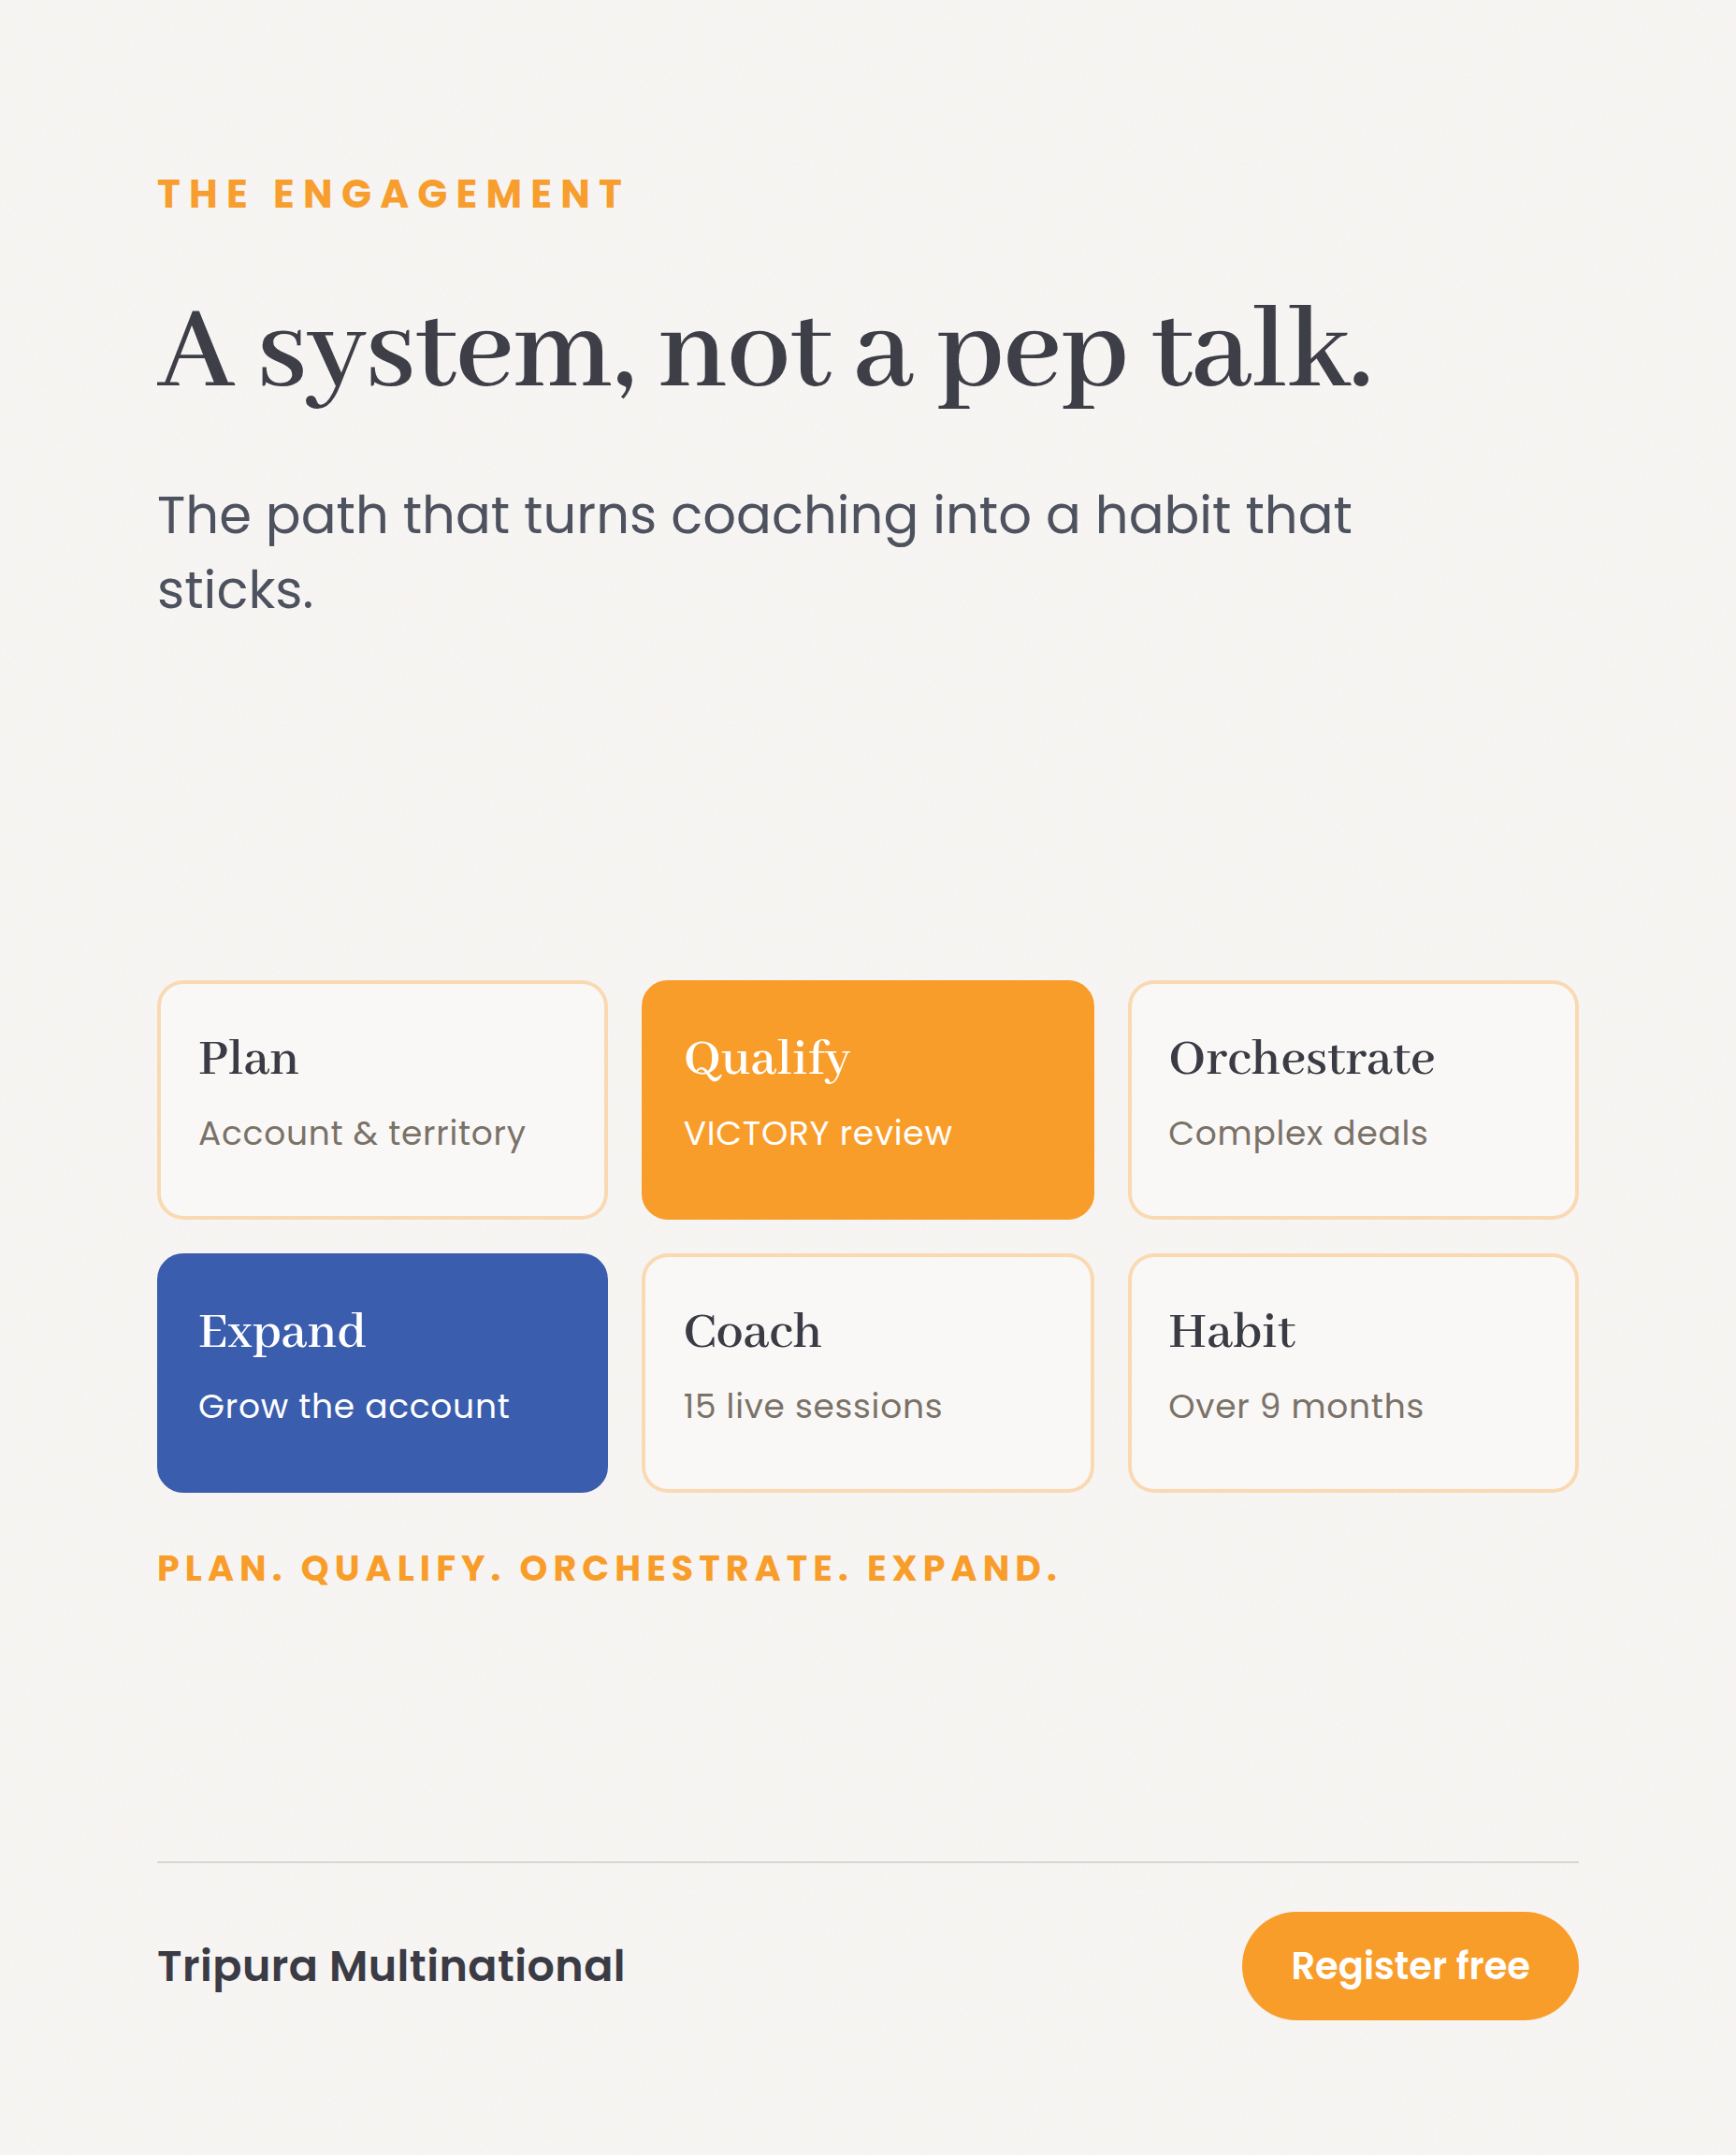 THE ENGAGEMENT
A system, not a pep talk.
The path that turns coaching into a habit that
sticks.
Plan
Account & territory
Qualify
VICTORY review
Orchestrate
Complex deals
Expand
Grow the account
Coach
15 live sessions
Habit
Over 9 months
PLAN. QUALIFY. ORCHESTRATE. EXPAND.
Tripura Multinational
Register free